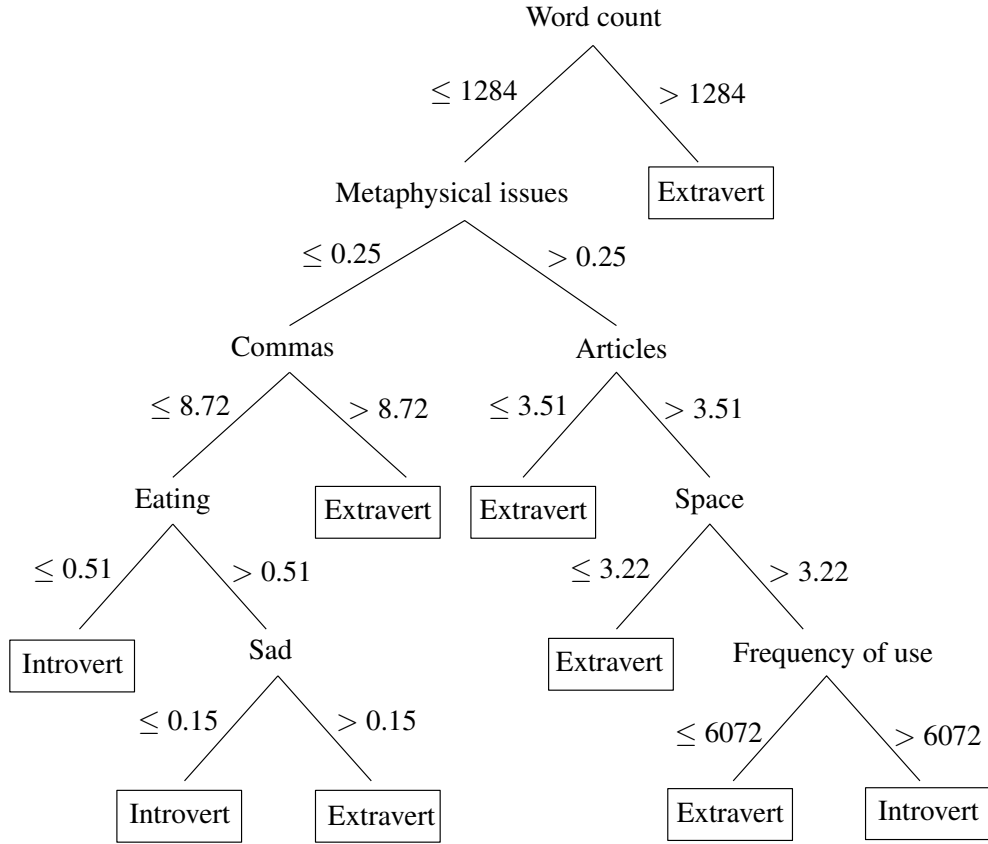 Word count
≤ 1284
> 1284
Metaphysical issues
Extravert
≤ 0.25
> 0.25
Commas
Articles
≤ 8.72
> 8.72
≤ 3.51
> 3.51
Eating
Extravert
Extravert
Space
≤ 0.51
> 0.51
≤ 3.22
> 3.22
Introvert
Sad
Extravert
Frequency of use
≤ 0.15
> 0.15
≤ 6072
> 6072
Introvert
Extravert
Extravert
Introvert